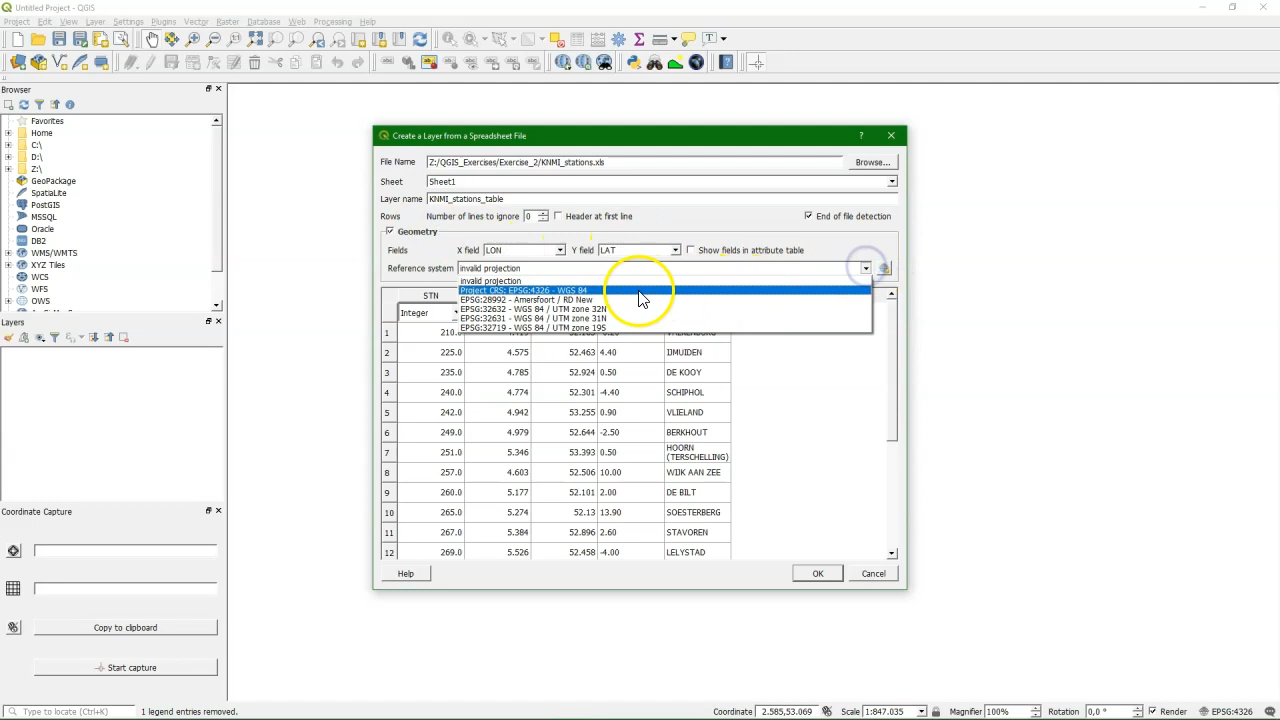 Untitled Project - QGIS
Project Edit View Layer Settings Plugins Vector Raster Database Web Processing Help
Browser
Favorites
Home
C:\
D:\
Z:\
GeoPackage
SpatiaLite
PostGIS
MSSQL
Oracle
DB2
WMS/WMTS
XYZ Tiles
WCS
WFS
OWS
Layers
Coordinate Capture
Copy to clipboard
Start capture
Create a Layer from a Spreadsheet File
File Name Z:/QGIS_Exercises/Exercise_2/KNMI_stations.xls Browse...
Sheet Sheet1
Layer name KNMI_stations_table
Rows Number of lines to ignore 0 Header at first line End of file detection
Geometry
Fields X field LON Y field LAT Show fields in attribute table
Reference system invalid projection
invalid projection
Project CRS: EPSG:4326 - WGS 84
EPSG:28992 - Amersfoort / RD New
EPSG:32632 - WGS 84 / UTM zone 32N
EPSG:32631 - WGS 84 / UTM zone 31N
EPSG:32719 - WGS 84 / UTM zone 19S
STN
Integer
1 210.
2 225.0 4.575 52.463 4.40 IJMUIDEN
3 235.0 4.785 52.924 0.50 DE KOOY
4 240.0 4.774 52.301 -4.40 SCHIPHOL
5 242.0 4.942 53.255 0.90 VLIELAND
6 249.0 4.979 52.644 -2.50 BERKHOUT
7 251.0 5.346 53.393 0.50 HOORN (TERSCHELLING)
8 257.0 4.603 52.506 10.00 WIJK AAN ZEE
9 260.0 5.177 52.101 2.00 DE BILT
10 265.0 5.274 52.13 13.90 SOESTERBERG
11 267.0 5.384 52.896 2.60 STAVOREN
12 269.0 5.526 52.458 -4.00 LELYSTAD
Help OK Cancel
Type to locate (Ctrl+K) 1 legend entries removed. Coordinate 2.585,53.069 Scale 1:847.035 Magnifier 100% Rotation 0,0 ° Render EPSG:4326